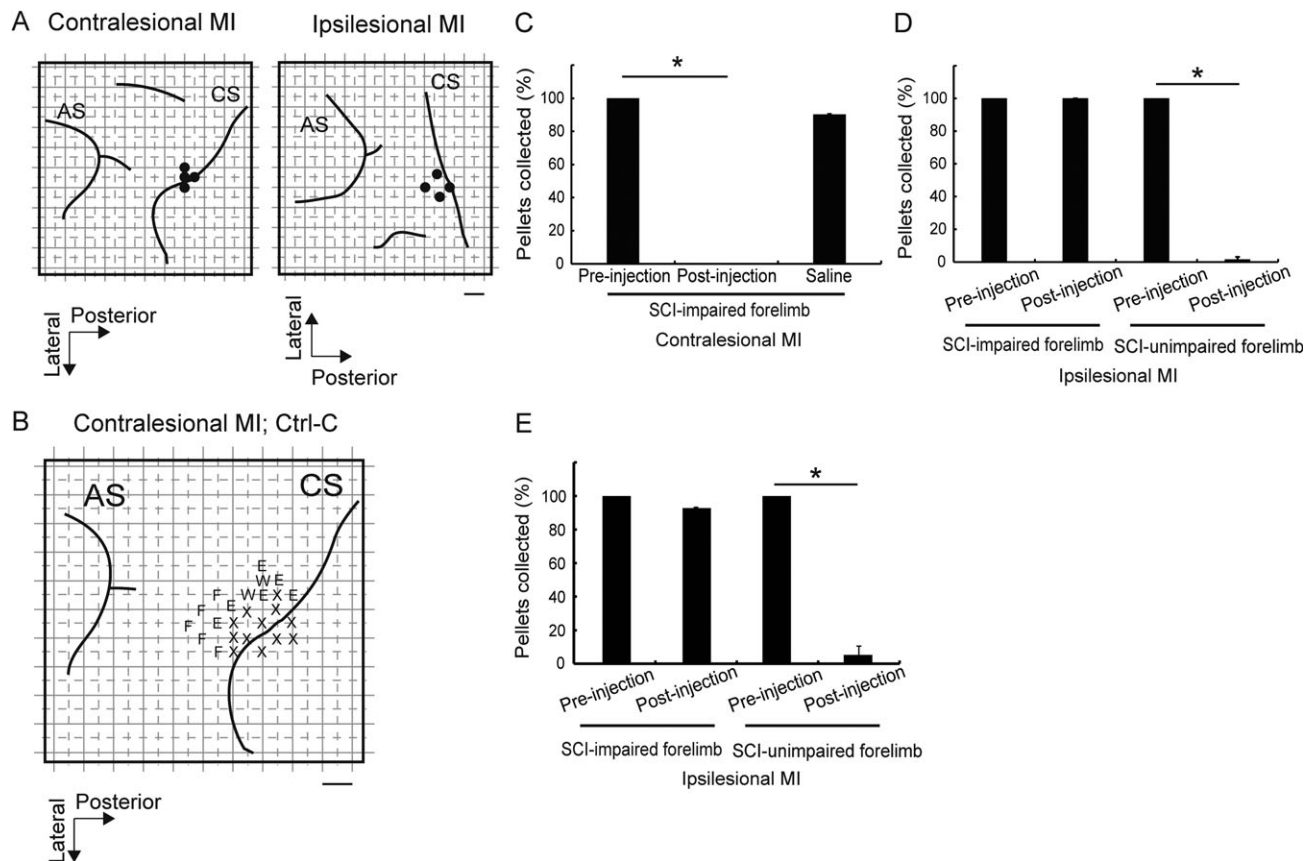 A
Contralesional MI
Ipsilesional MI
AS
CS
AS
CS
Posterior
Lateral
Lateral
Posterior
B
Contralesional MI; Ctrl-C
AS
CS
E
W E
F W E X E
F E X X
F E X X X
F X X X X
F X X
Posterior
Lateral
C
Pellets collected (%)
100
80
60
40
20
0
*
Pre-injection Post-injection Saline
SCI-impaired forelimb
Contralesional MI
D
Pellets collected (%)
100
80
60
40
20
0
*
Pre-injection Post-injection Pre-injection Post-injection
SCI-impaired forelimb SCI-unimpaired forelimb
Ipsilesional MI
E
Pellets collected (%)
100
80
60
40
20
0
*
Pre-injection Post-injection Pre-injection Post-injection
SCI-impaired forelimb SCI-unimpaired forelimb
Ipsilesional MI